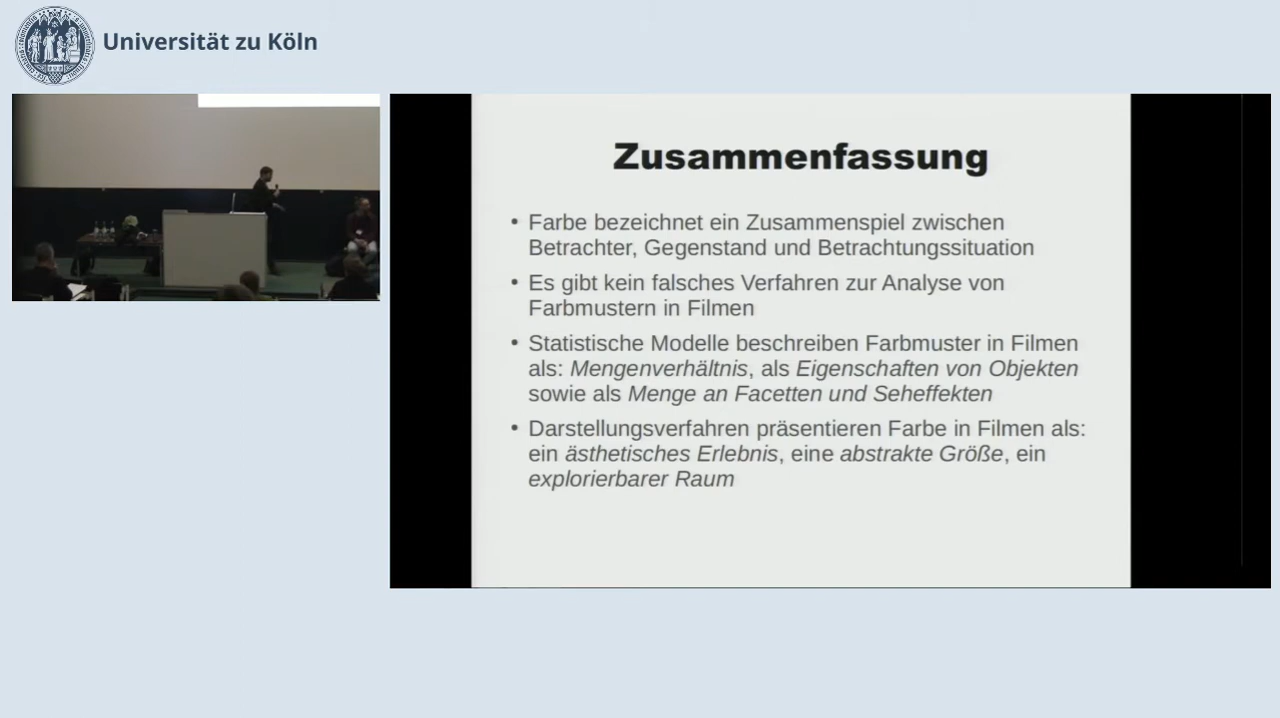 Universität zu Köln
Zusammenfassung
• Farbe bezeichnet ein Zusammenspiel zwischen
Betrachter, Gegenstand und Betrachtungssituation
• Es gibt kein falsches Verfahren zur Analyse von
Farbmustern in Filmen
• Statistische Modelle beschreiben Farbmuster in Filmen
als: Mengenverhältnis, als Eigenschaften von Objekten
sowie als Menge an Facetten und Seheffekten
• Darstellungsverfahren präsentieren Farbe in Filmen als:
ein ästhetisches Erlebnis, eine abstrakte Größe, ein
explorierbarer Raum